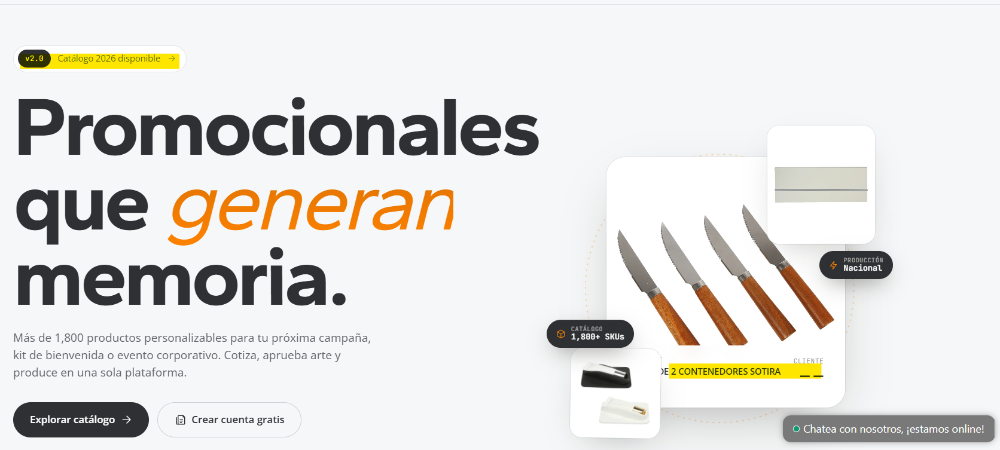 v2.0 Catálogo 2026 disponible →
Promocionales
que generan
memoria.
Más de 1,800 productos personalizables para tu próxima campaña,
kit de bienvenida o evento corporativo. Cotiza, aprueba arte y
produce en una sola plataforma.
Explorar catálogo →
Crear cuenta gratis
PRODUCCIÓN
Nacional
CATÁLOGO
1,800+ SKUs
CLIENTE
DE 2 CONTENEDORES SOTIRA
Chatea con nosotros, ¡estamos online!